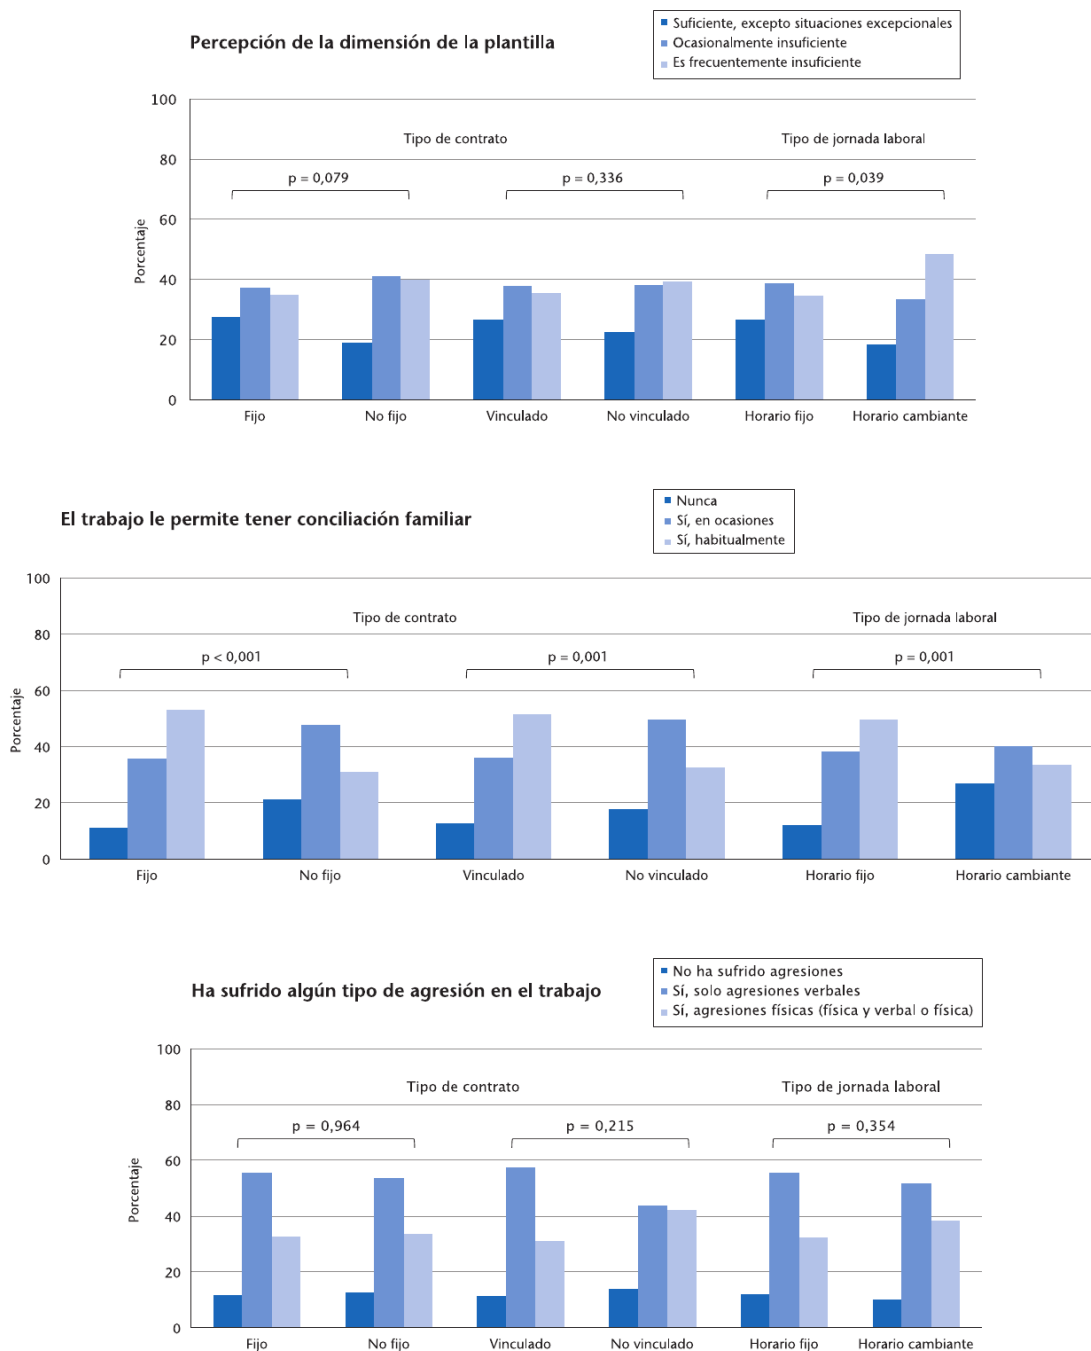 Percepción de la dimensión de la plantilla
Suficiente, excepto situaciones excepcionales
Ocasionalmente insuficiente
Es frecuentemente insuficiente
Porcentaje
100
80
60
40
20
0
Tipo de contrato
Tipo de jornada laboral
p = 0,079
p = 0,336
p = 0,039
Fijo
No fijo
Vinculado
No vinculado
Horario fijo
Horario cambiante
El trabajo le permite tener conciliación familiar
Nunca
Sí, en ocasiones
Sí, habitualmente
Porcentaje
100
80
60
40
20
0
Tipo de contrato
Tipo de jornada laboral
p < 0,001
p = 0,001
p = 0,001
Fijo
No fijo
Vinculado
No vinculado
Horario fijo
Horario cambiante
Ha sufrido algún tipo de agresión en el trabajo
No ha sufrido agresiones
Sí, solo agresiones verbales
Sí, agresiones físicas (física y verbal o física)
Porcentaje
100
80
60
40
20
0
Tipo de contrato
Tipo de jornada laboral
p = 0,964
p = 0,215
p = 0,354
Fijo
No fijo
Vinculado
No vinculado
Horario fijo
Horario cambiante